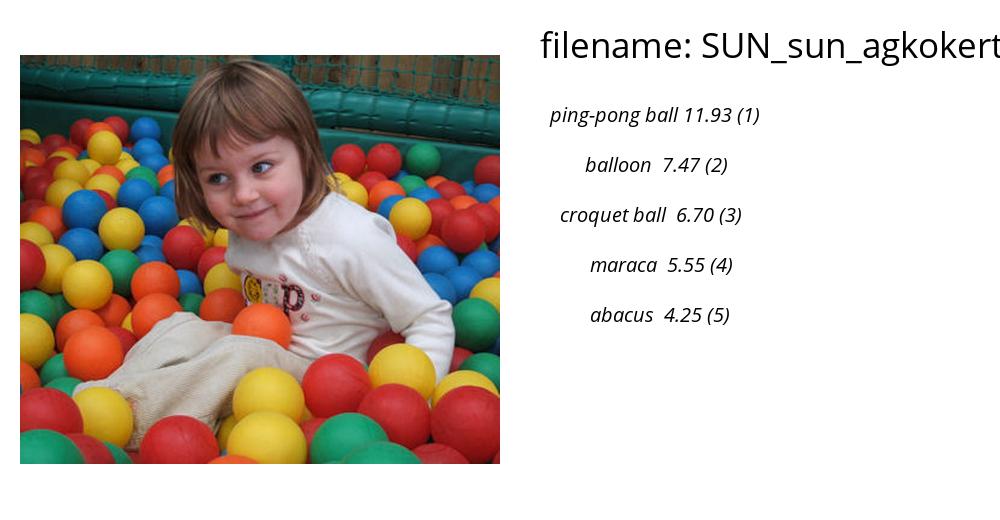 filename: SUN_sun_agkokert
ping-pong ball 11.93 (1)
balloon 7.47 (2)
croquet ball 6.70 (3)
maraca 5.55 (4)
abacus 4.25 (5)